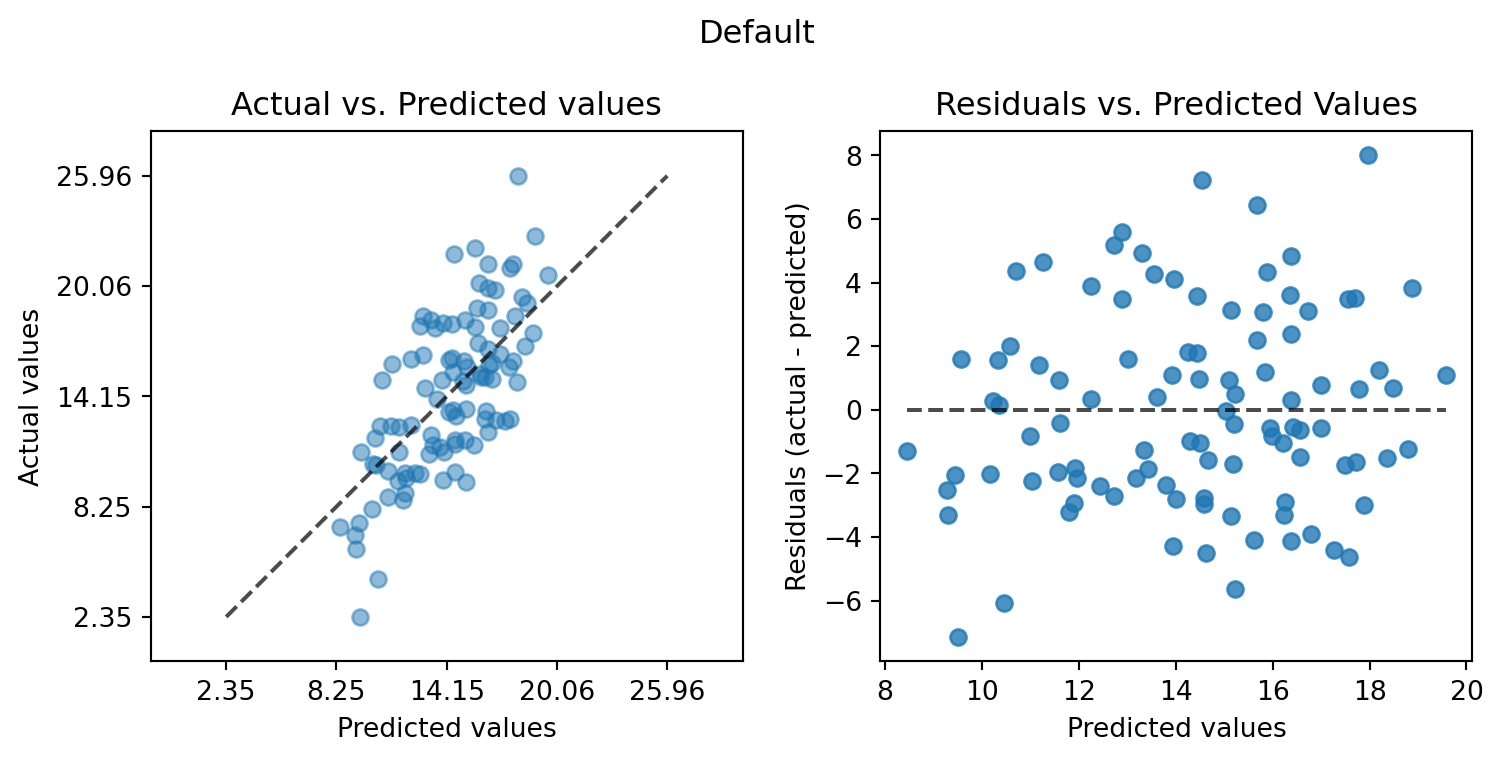 Default
Actual vs. Predicted values
Actual values
25.96
20.06
14.15
8.25
2.35
2.35 8.25 14.15 20.06 25.96
Predicted values
Residuals vs. Predicted Values
Residuals (actual - predicted)
8
6
4
2
0
−2
−4
−6
8 10 12 14 16 18 20
Predicted values